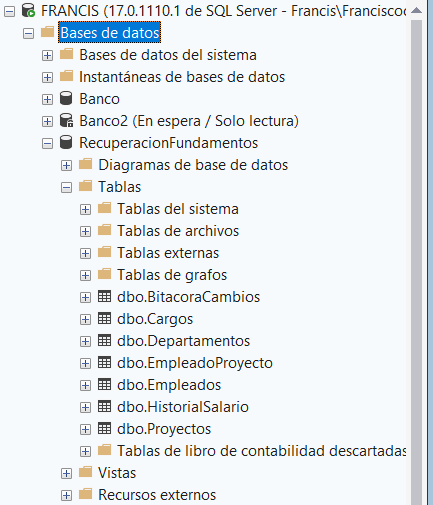 FRANCIS (17.0.1110.1 de SQL Server - Francis\Francisco
Bases de datos
Bases de datos del sistema
Instantáneas de bases de datos
Banco
Banco2 (En espera / Solo lectura)
RecuperacionFundamentos
Diagramas de base de datos
Tablas
Tablas del sistema
Tablas de archivos
Tablas externas
Tablas de grafos
dbo.BitacoraCambios
dbo.Cargos
dbo.Departamentos
dbo.EmpleadoProyecto
dbo.Empleados
dbo.HistorialSalario
dbo.Proyectos
Tablas de libro de contabilidad descartadas
Vistas
Recursos externos